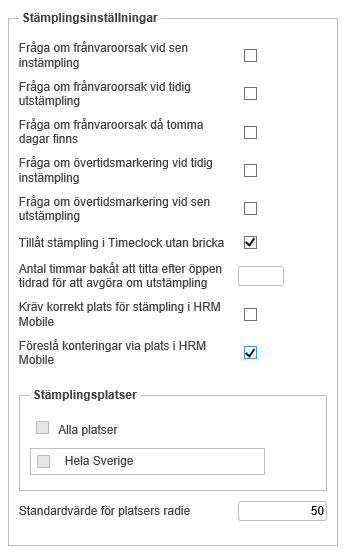 Stämplingsinställningar
Fråga om frånvaroorsak vid sen
instämpling
Fråga om frånvaroorsak vid tidig
utstämpling
Fråga om frånvaroorsak då tomma
dagar finns
Fråga om övertidsmarkering vid tidig
instämpling
Fråga om övertidsmarkering vid sen
utstämpling
Tillåt stämpling i Timeclock utan bricka
Antal timmar bakåt att titta efter öppen
tidrad för att avgöra om utstämpling
Kräv korrekt plats för stämpling i HRM
Mobile
Föreslå konteringar via plats i HRM
Mobile
Stämplingsplatser
Alla platser
Hela Sverige
Standardvärde för platsers radie 50